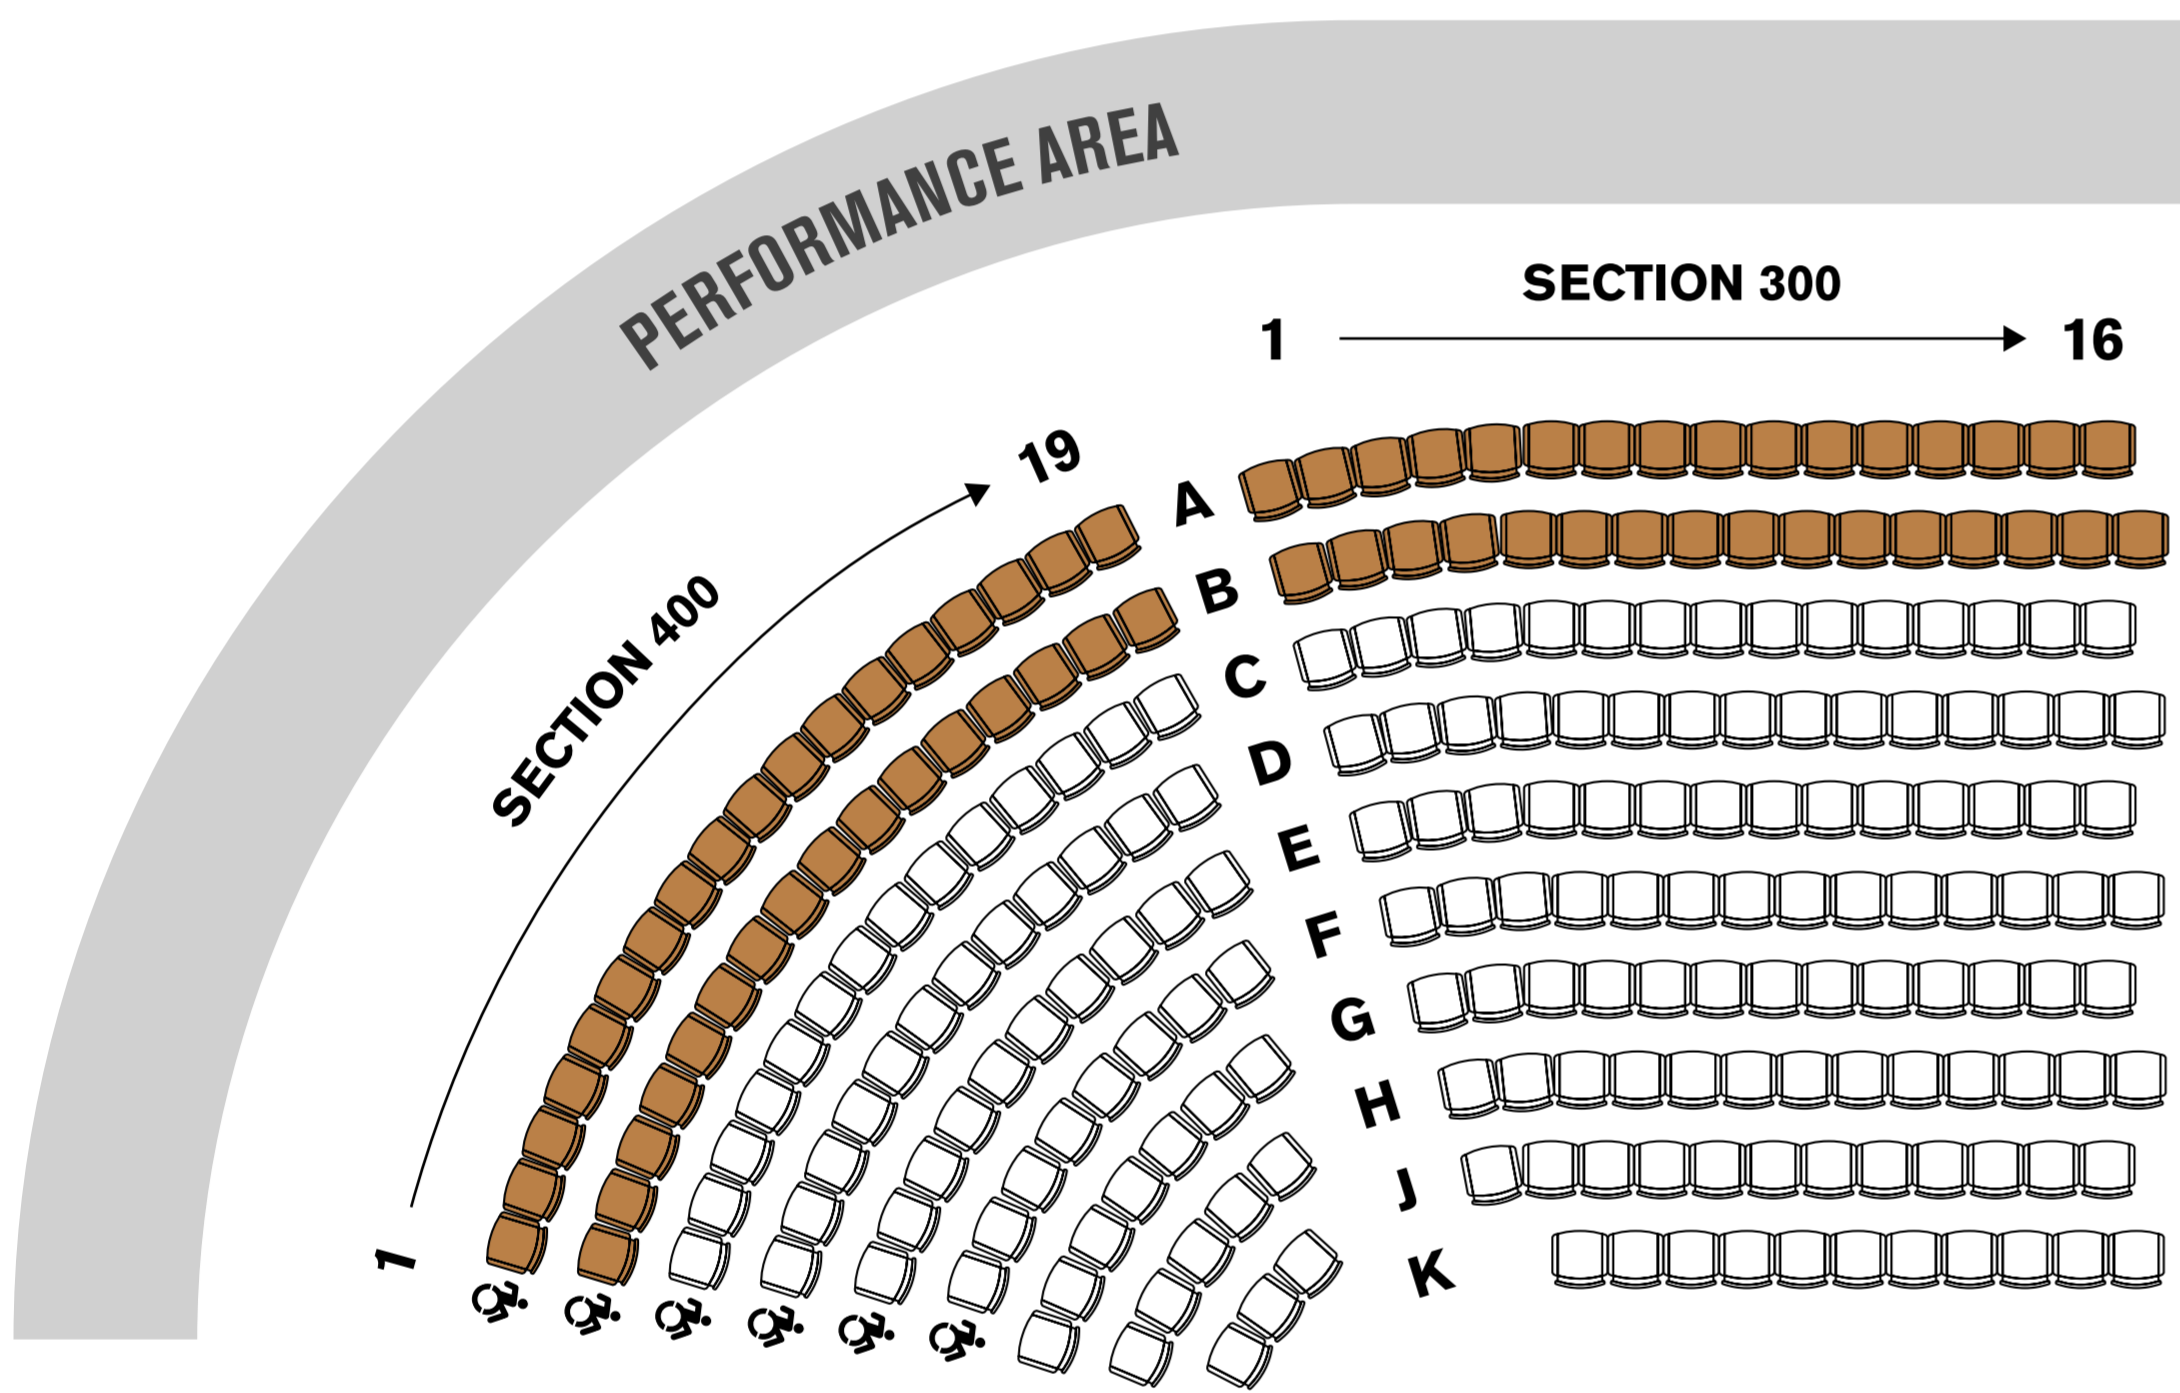 PERFORMANCE AREA
SECTION 300
1 16
19
SECTION 400
1
A
B
C
D
E
F
G
H
J
K